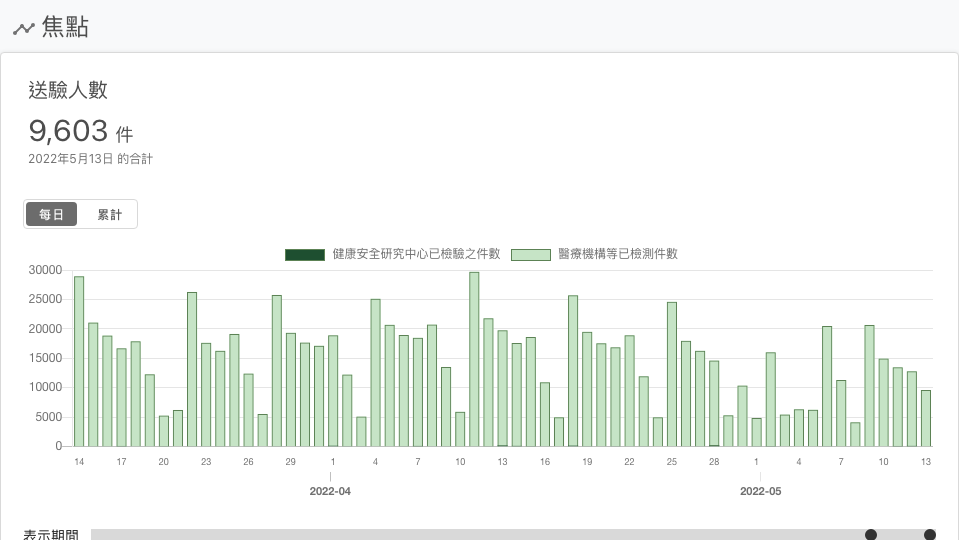 焦點
送驗人數
9,603 件
2022年5月13日 的合計
每日 累計
健康安全研究中心已檢驗之件數 醫療機構等已檢測件數
30000
25000
20000
15000
10000
5000
0
14 17 20 23 26 29 1 4 7 10 13 16 19 22 25 28 1 4 7 10 13
2022-04 2022-05
表示期間